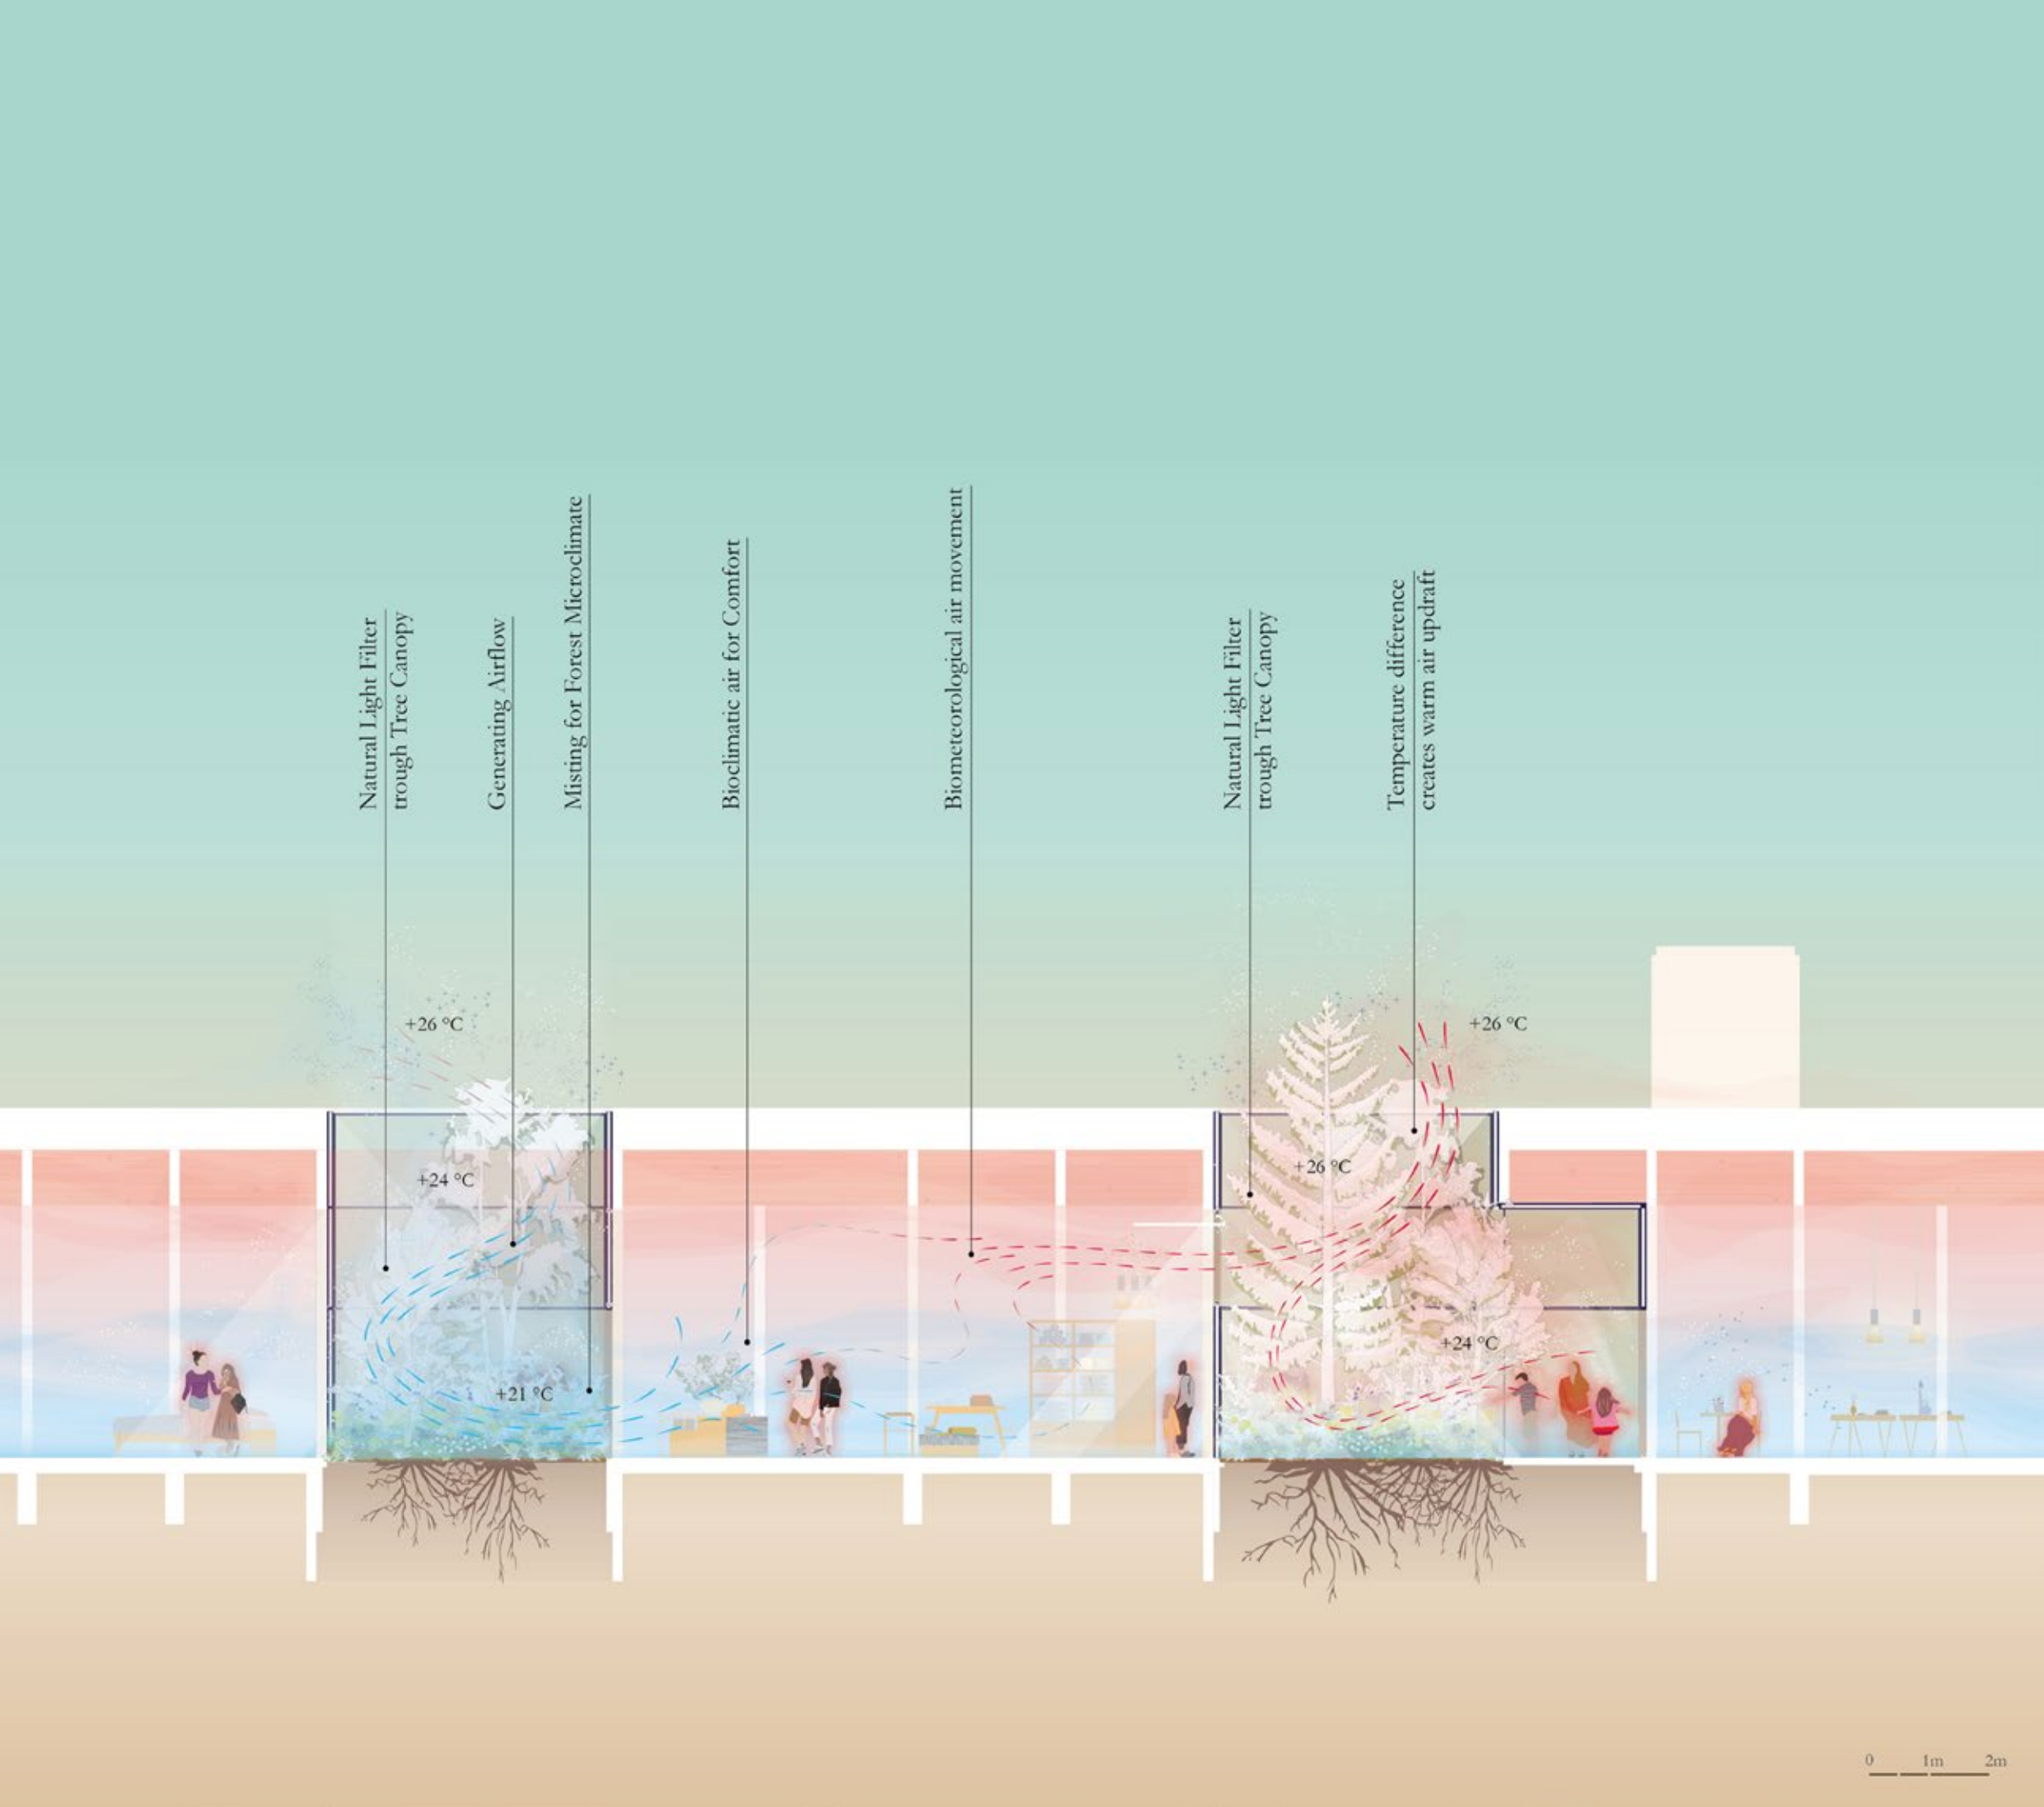 Natural Light Filter
trough Tree Canopy
Generating Airflow
Misting for Forest Microclimate
Bioclimatic air for Comfort
Biometeorological air movement
Natural Light Filter
trough Tree Canopy
Temperature difference
creates warm air updraft
+26 °C
+24 °C
+21 °C
+26 °C
+26 °C
+24 °C
0 1m 2m